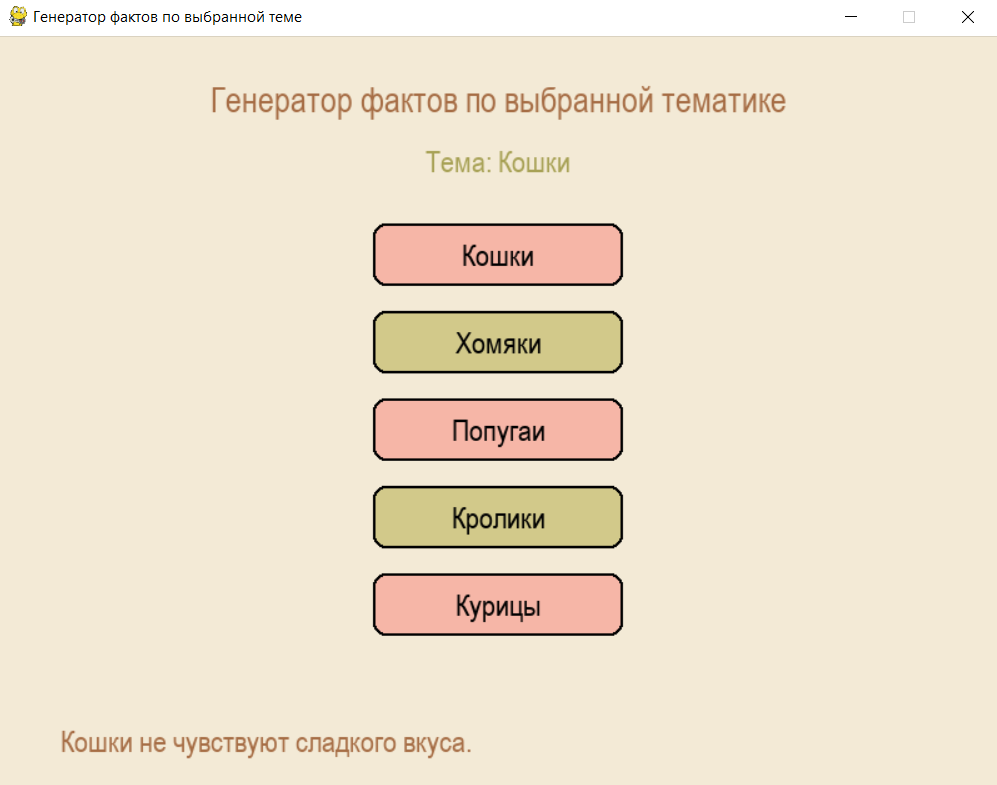 Генератор фактов по выбранной теме
Генератор фактов по выбранной тематике
Тема: Кошки
Кошки
Хомяки
Попугаи
Кролики
Курицы
Кошки не чувствуют сладкого вкуса.